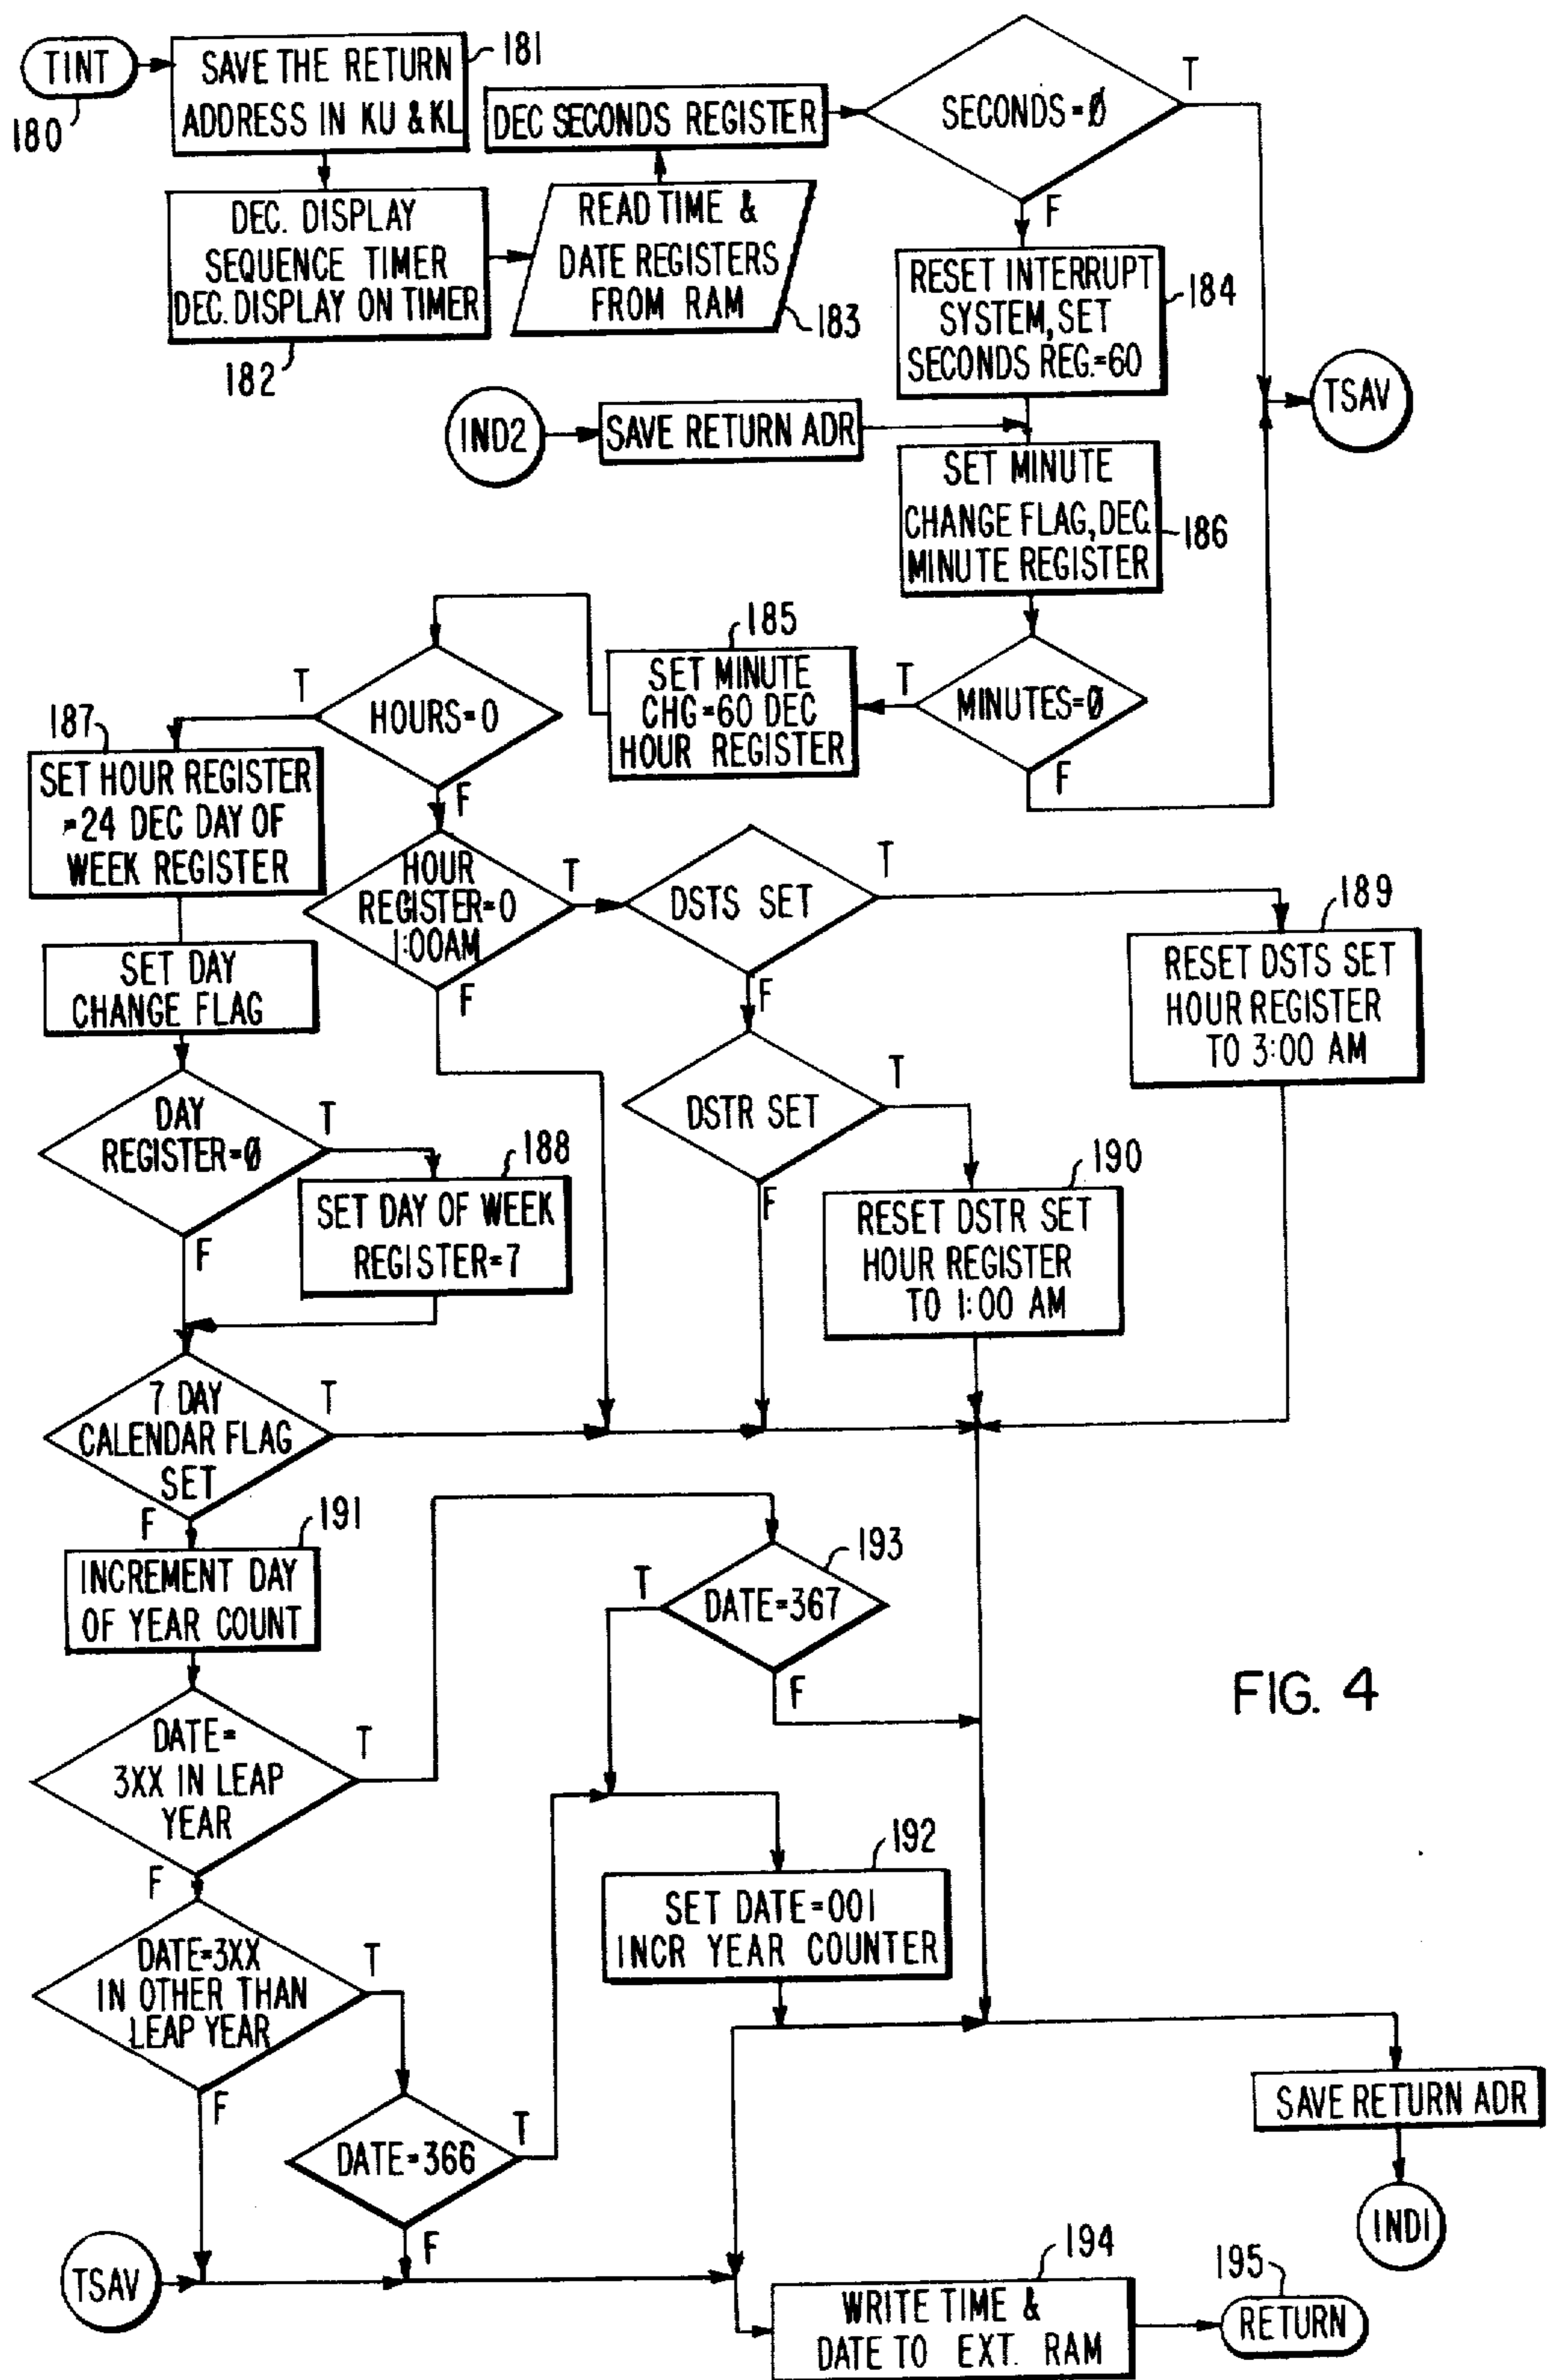 TINT
180
SAVE THE RETURN
ADDRESS IN KU & KL
181
DEC. DISPLAY
SEQUENCE TIMER
DEC. DISPLAY ON TIMER
182
READ TIME &
DATE REGISTERS
FROM RAM
183
DEC SECONDS REGISTER
SECONDS=Ø
T
F
RESET INTERRUPT
SYSTEM, SET
SECONDS REG.=60
184
TSAV
IND2
SAVE RETURN ADR
SET MINUTE
CHANGE FLAG, DEC.
MINUTE REGISTER
186
MINUTES=Ø
T
F
185
SET MINUTE
CHG=60 DEC
HOUR REGISTER
HOURS=0
T
F
187
SET HOUR REGISTER
=24 DEC DAY OF
WEEK REGISTER
HOUR
REGISTER=0
1:00AM
T
F
DSTS SET
T
F
189
RESET DSTS SET
HOUR REGISTER
TO 3:00 AM
SET DAY
CHANGE FLAG
DSTR SET
T
F
DAY
REGISTER=Ø
T
F
188
SET DAY OF WEEK
REGISTER=7
190
RESET DSTR SET
HOUR REGISTER
TO 1:00 AM
7 DAY
CALENDAR FLAG
SET
T
F
191
INCREMENT DAY
OF YEAR COUNT
193
DATE=367
T
F
FIG. 4
DATE=
3XX IN LEAP
YEAR
T
F
192
SET DATE=001
INCR YEAR COUNTER
DATE=3XX
IN OTHER THAN
LEAP YEAR
T
F
DATE=366
T
F
SAVE RETURN ADR
IND1
TSAV
194
WRITE TIME &
DATE TO EXT. RAM
195
RETURN